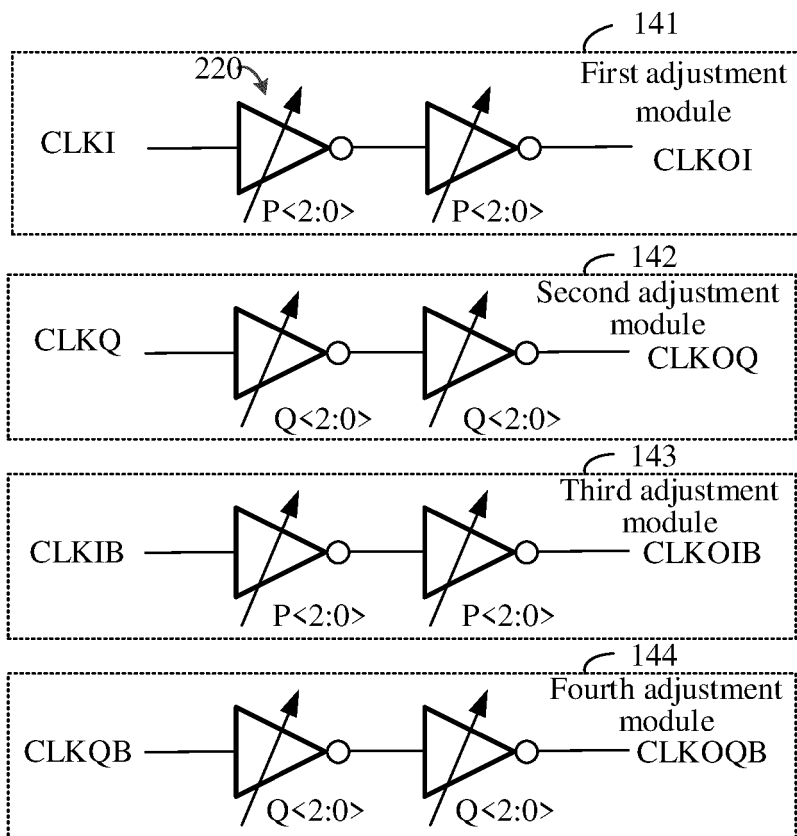 141
220
First adjustment
module
CLKI
CLKOI
P<2:0>
P<2:0>
142
Second adjustment
module
CLKQ
CLKOQ
Q<2:0>
Q<2:0>
143
Third adjustment
module
CLKIB
CLKOIB
P<2:0>
P<2:0>
144
Fourth adjustment
module
CLKQB
CLKOQB
Q<2:0>
Q<2:0>